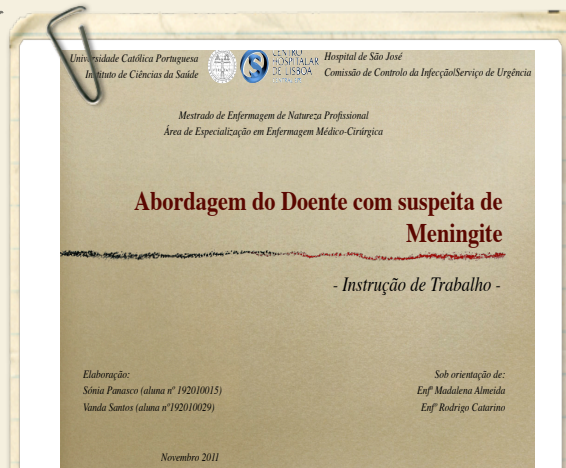 Universidade Católica Portuguesa
Instituto de Ciências da Saúde
CENTRO
HOSPITALAR
DE LISBOA
Hospital de São José
Comissão de Controlo da Infecção|Serviço de Urgência
Mestrado de Enfermagem de Natureza Profissional
Área de Especialização em Enfermagem Médico-Cirúrgica
Abordagem do Doente com suspeita de
Meningite
- Instrução de Trabalho -
Elaboração:
Sónia Panasco (aluna nº 192010015)
Vanda Santos (aluna nº192010029)
Sob orientação de:
Enfª Madalena Almeida
Enfº Rodrigo Catarino
Novembro 2011